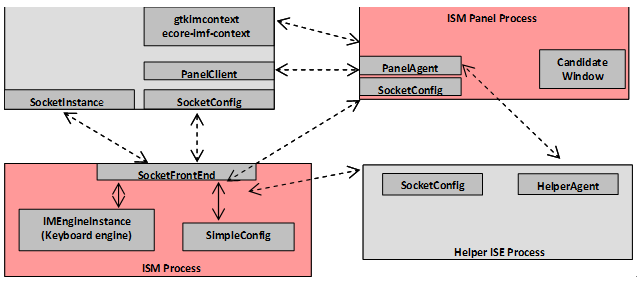 gtkimcontext
ecore-imf-context
PanelClient
SocketInstance
SocketConfig
ISM Panel Process
PanelAgent
SocketConfig
Candidate
Window
SocketFrontEnd
IMEngineInstance
(Keyboard engine)
SimpleConfig
ISM Process
SocketConfig
HelperAgent
Helper ISE Process